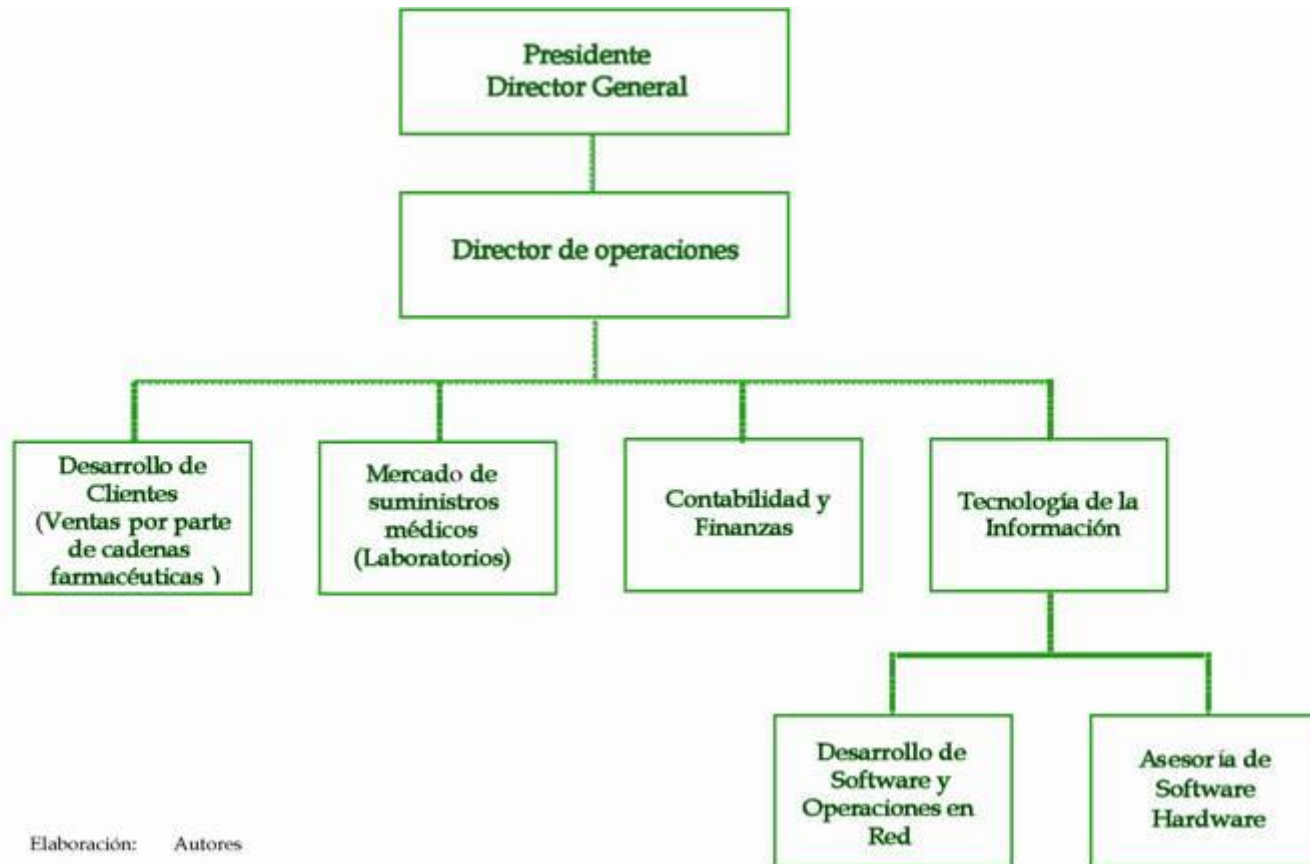 Presidente
Director General
Director de operaciones
Desarrollo de
Clientes
(Ventas por parte
de cadenas
farmacéuticas )
Mercado de
suministros
médicos
(Laboratorios)
Contabilidad y
Finanzas
Tecnología de la
Información
Desarrollo de
Software y
Operaciones en
Red
Asesoría de
Software
Hardware
Elaboración: Autores